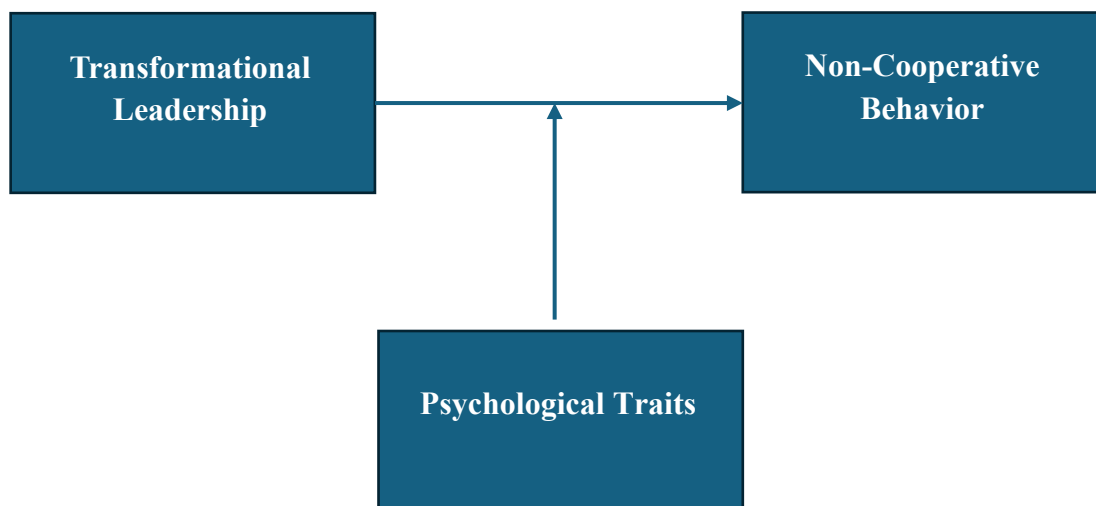 Transformational
Leadership
Non-Cooperative
Behavior
Psychological Traits